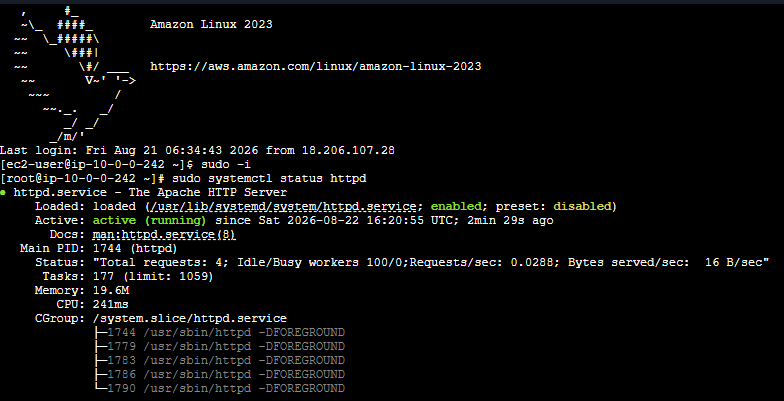 ,     #_
   ~\_  ####_        Amazon Linux 2023
  ~~  \_#####\
  ~~     \###|
  ~~       \#/ ___   https://aws.amazon.com/linux/amazon-linux-2023
   ~~       V~' '->
    ~~~         /
      ~~._.   _/
         _/ _/
       _/m/'
Last login: Fri Aug 21 06:34:43 2026 from 18.206.107.28
[ec2-user@ip-10-0-0-242 ~]$ sudo -i
[root@ip-10-0-0-242 ~]# sudo systemctl status httpd
● httpd.service - The Apache HTTP Server
     Loaded: loaded (/usr/lib/systemd/system/httpd.service; enabled; preset: disabled)
     Active: active (running) since Sat 2026-08-22 16:20:55 UTC; 2min 29s ago
       Docs: man:httpd.service(8)
   Main PID: 1744 (httpd)
     Status: "Total requests: 4; Idle/Busy workers 100/0;Requests/sec: 0.0288; Bytes served/sec:  16 B/sec"
      Tasks: 177 (limit: 1059)
     Memory: 19.6M
        CPU: 241ms
     CGroup: /system.slice/httpd.service
             ├─1744 /usr/sbin/httpd -DFOREGROUND
             ├─1779 /usr/sbin/httpd -DFOREGROUND
             ├─1783 /usr/sbin/httpd -DFOREGROUND
             ├─1786 /usr/sbin/httpd -DFOREGROUND
             └─1790 /usr/sbin/httpd -DFOREGROUND